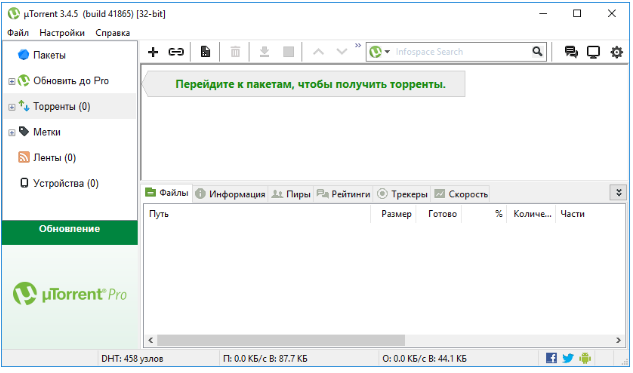 µTorrent 3.4.5 (build 41865) [32-bit]
Файл Настройки Справка
Пакеты
Обновить до Pro
Торренты (0)
Метки
Ленты (0)
Устройства (0)
Обновление
µTorrent® Pro
Infospace Search
Перейдите к пакетам, чтобы получить торренты.
Файлы Информация Пиры Рейтинги Трекеры Скорость
Путь Размер Готово % Количе... Части
DHT: 458 узлов П: 0.0 КБ/с В: 87.7 КБ О: 0.0 КБ/с В: 44.1 КБ